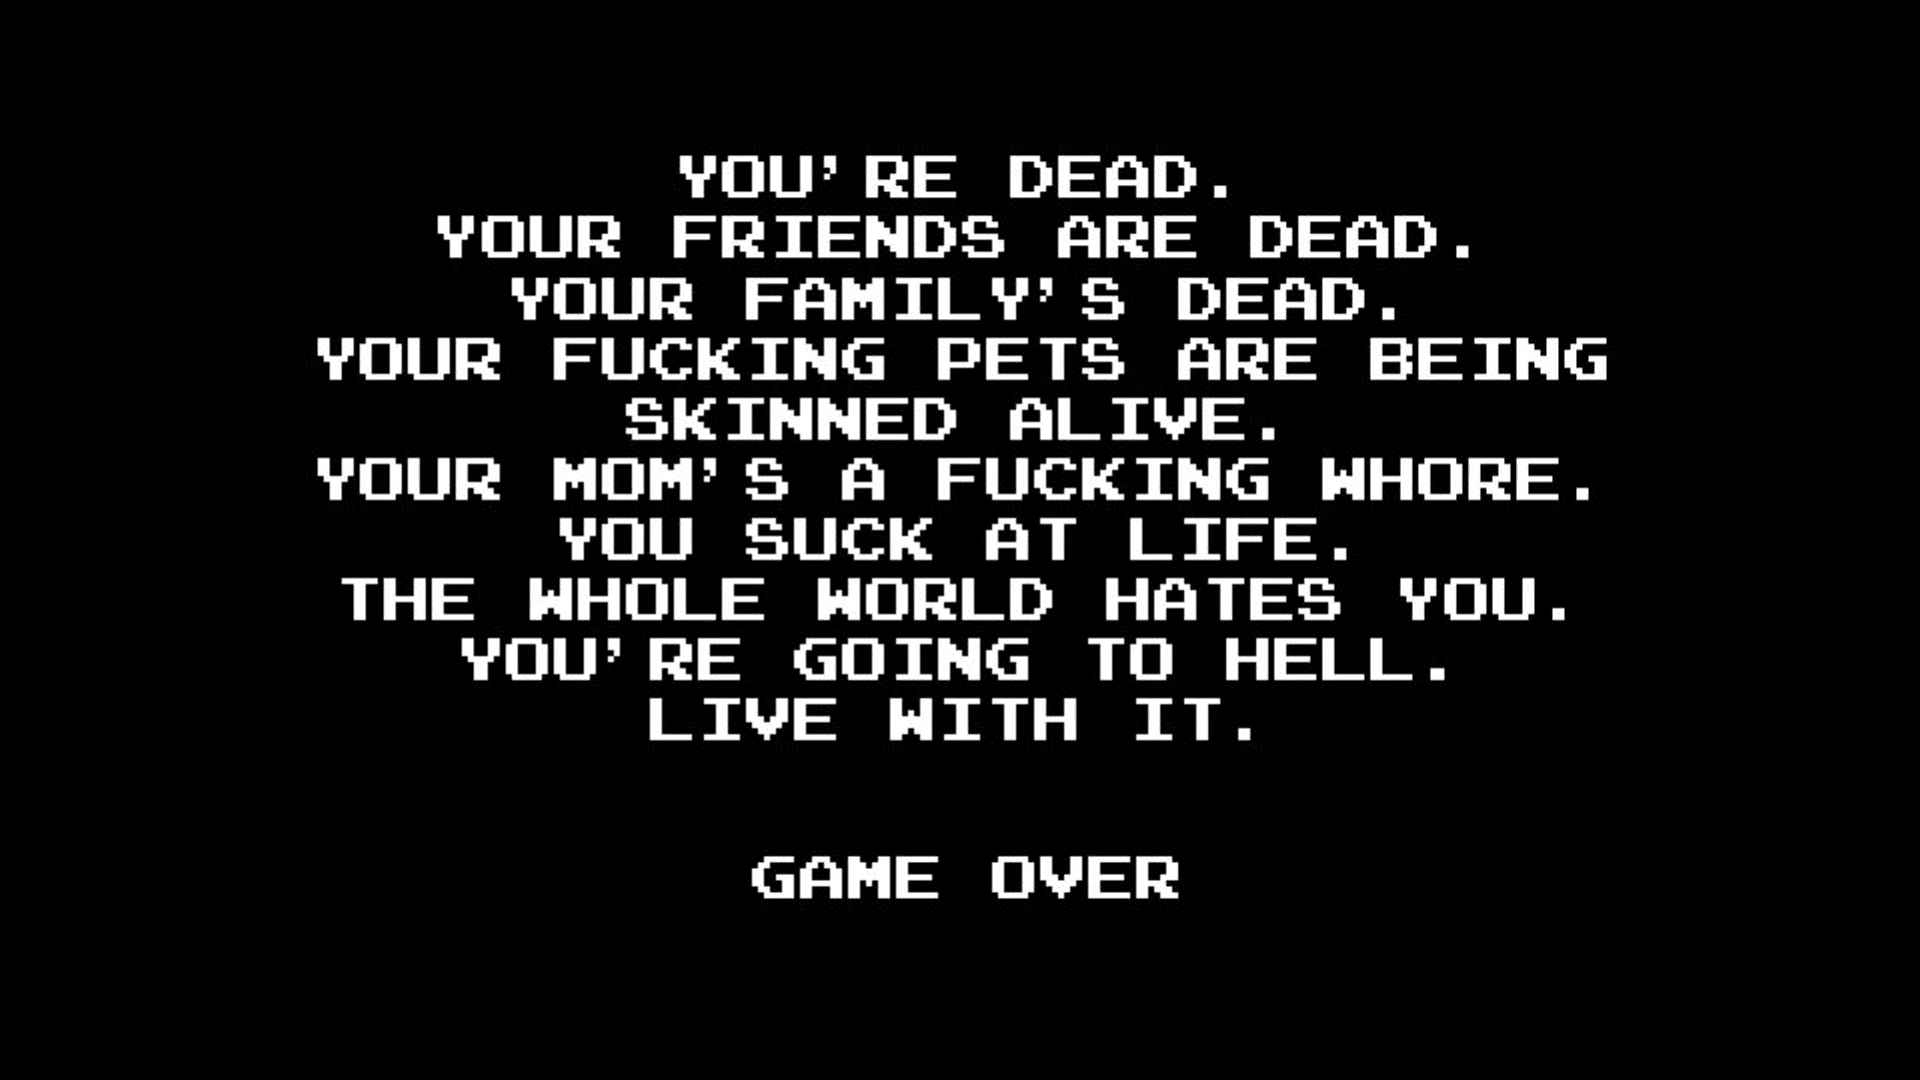 YOU'RE DEAD.
YOUR FRIENDS ARE DEAD.
YOUR FAMILY'S DEAD.
YOUR FUCKING PETS ARE BEING
SKINNED ALIVE.
YOUR MOM'S A FUCKING WHORE.
YOU SUCK AT LIFE.
THE WHOLE WORLD HATES YOU.
YOU'RE GOING TO HELL.
LIVE WITH IT.
GAME OVER